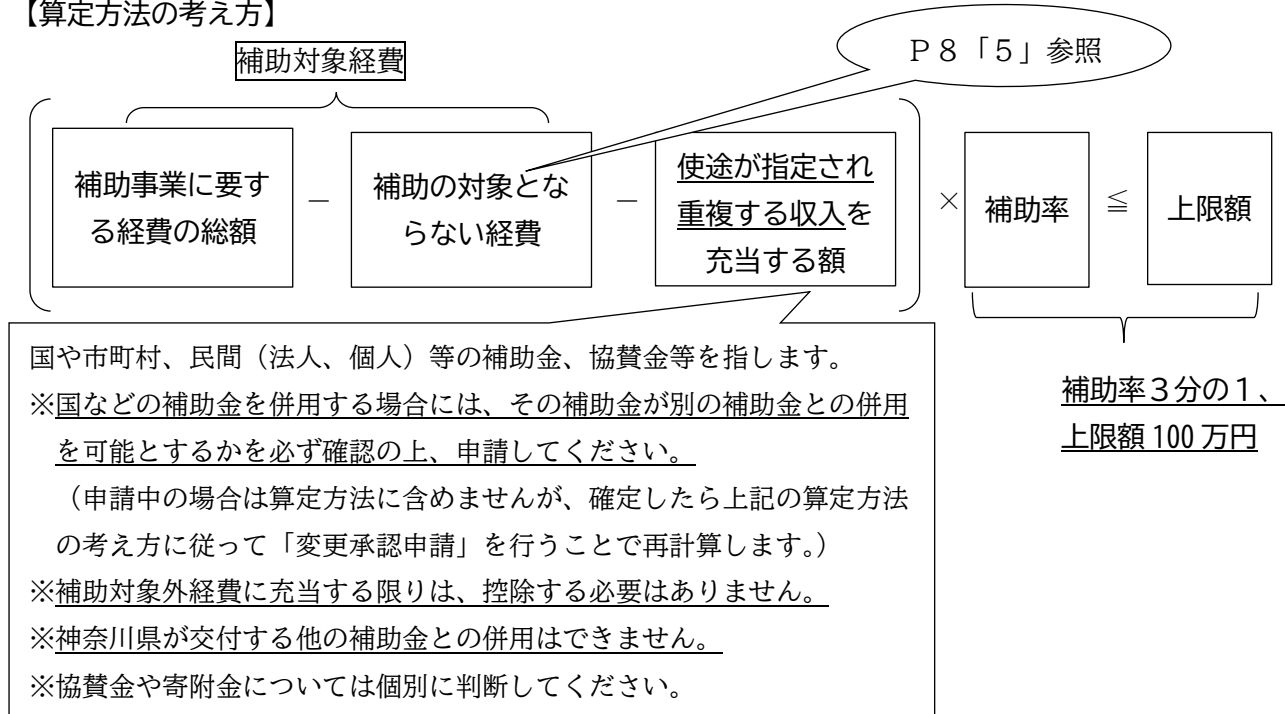 【算定方法の考え方】
補助対象経費
Ｐ８「５」参照
補助事業に要す
る経費の総額
－
補助の対象とな
らない経費
－
使途が指定され
重複する収入を
充当する額
×
補助率
≦
上限額
国や市町村、民間（法人、個人）等の補助金、協賛金等を指します。
※国などの補助金を併用する場合には、その補助金が別の補助金との併用
を可能とするかを必ず確認の上、申請してください。
（申請中の場合は算定方法に含めませんが、確定したら上記の算定方法
の考え方に従って「変更承認申請」を行うことで再計算します。）
※補助対象外経費に充当する限りは、控除する必要はありません。
※神奈川県が交付する他の補助金との併用はできません。
※協賛金や寄附金については個別に判断してください。
補助率３分の１、
上限額 100 万円